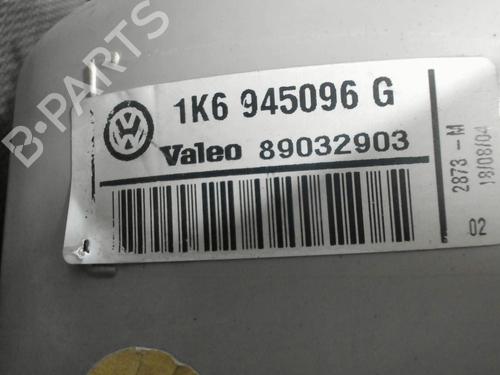 B-PARTS
1K6 945096 G
Valeo 89032903
2873-M
18/08/04
02